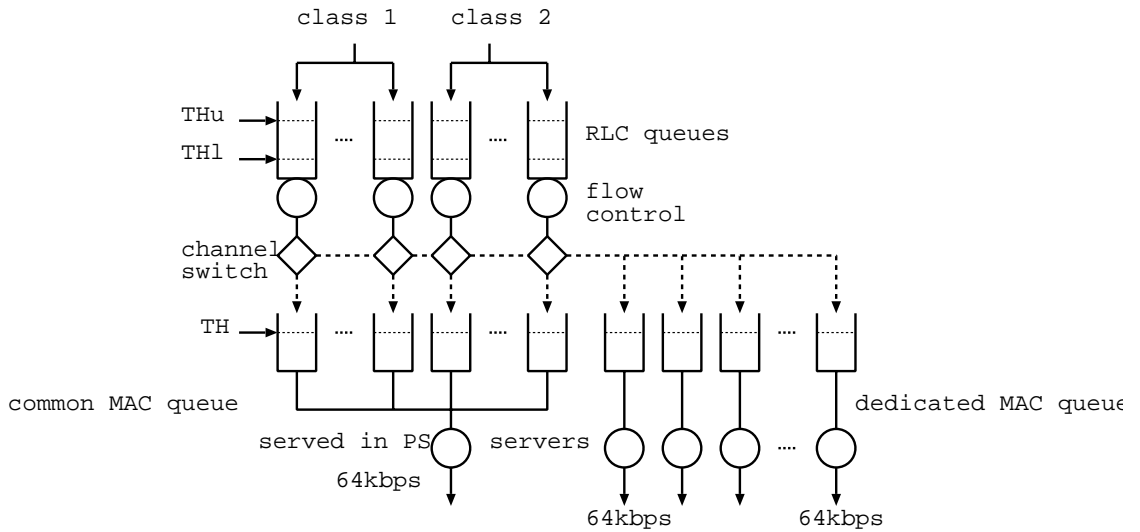 class 1
class 2
THu
THl
....
....
RLC queues
flow
control
channel
switch
TH
....
....
....
common MAC queue
dedicated MAC queue
served in PS
servers
....
64kbps
64kbps
64kbps